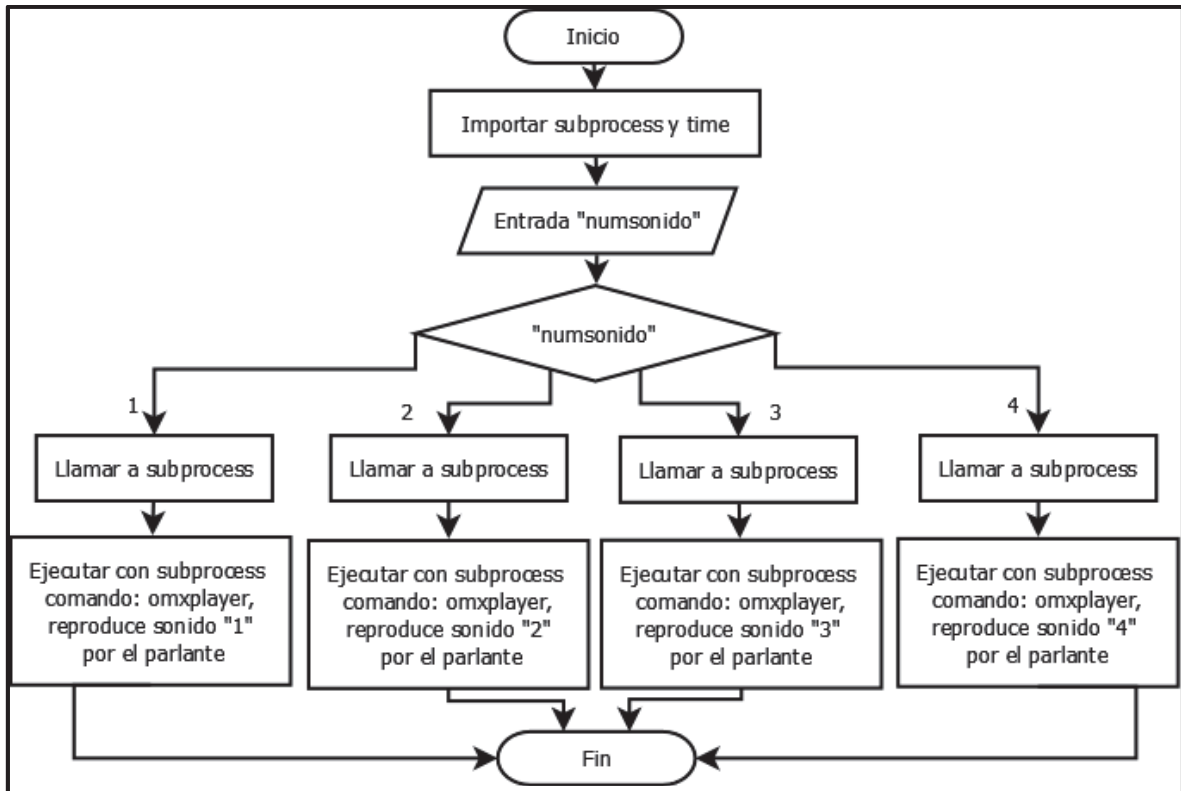 Inicio
Importar subprocess y time
Entrada "numsonido"
"numsonido"
1
2
3
4
Llamar a subprocess
Llamar a subprocess
Llamar a subprocess
Llamar a subprocess
Ejecutar con subprocess
comando: omxplayer,
reproduce sonido "1"
por el parlante
Ejecutar con subprocess
comando: omxplayer,
reproduce sonido "2"
por el parlante
Ejecutar con subprocess
comando: omxplayer,
reproduce sonido "3"
por el parlante
Ejecutar con subprocess
comando: omxplayer,
reproduce sonido "4"
por el parlante
Fin